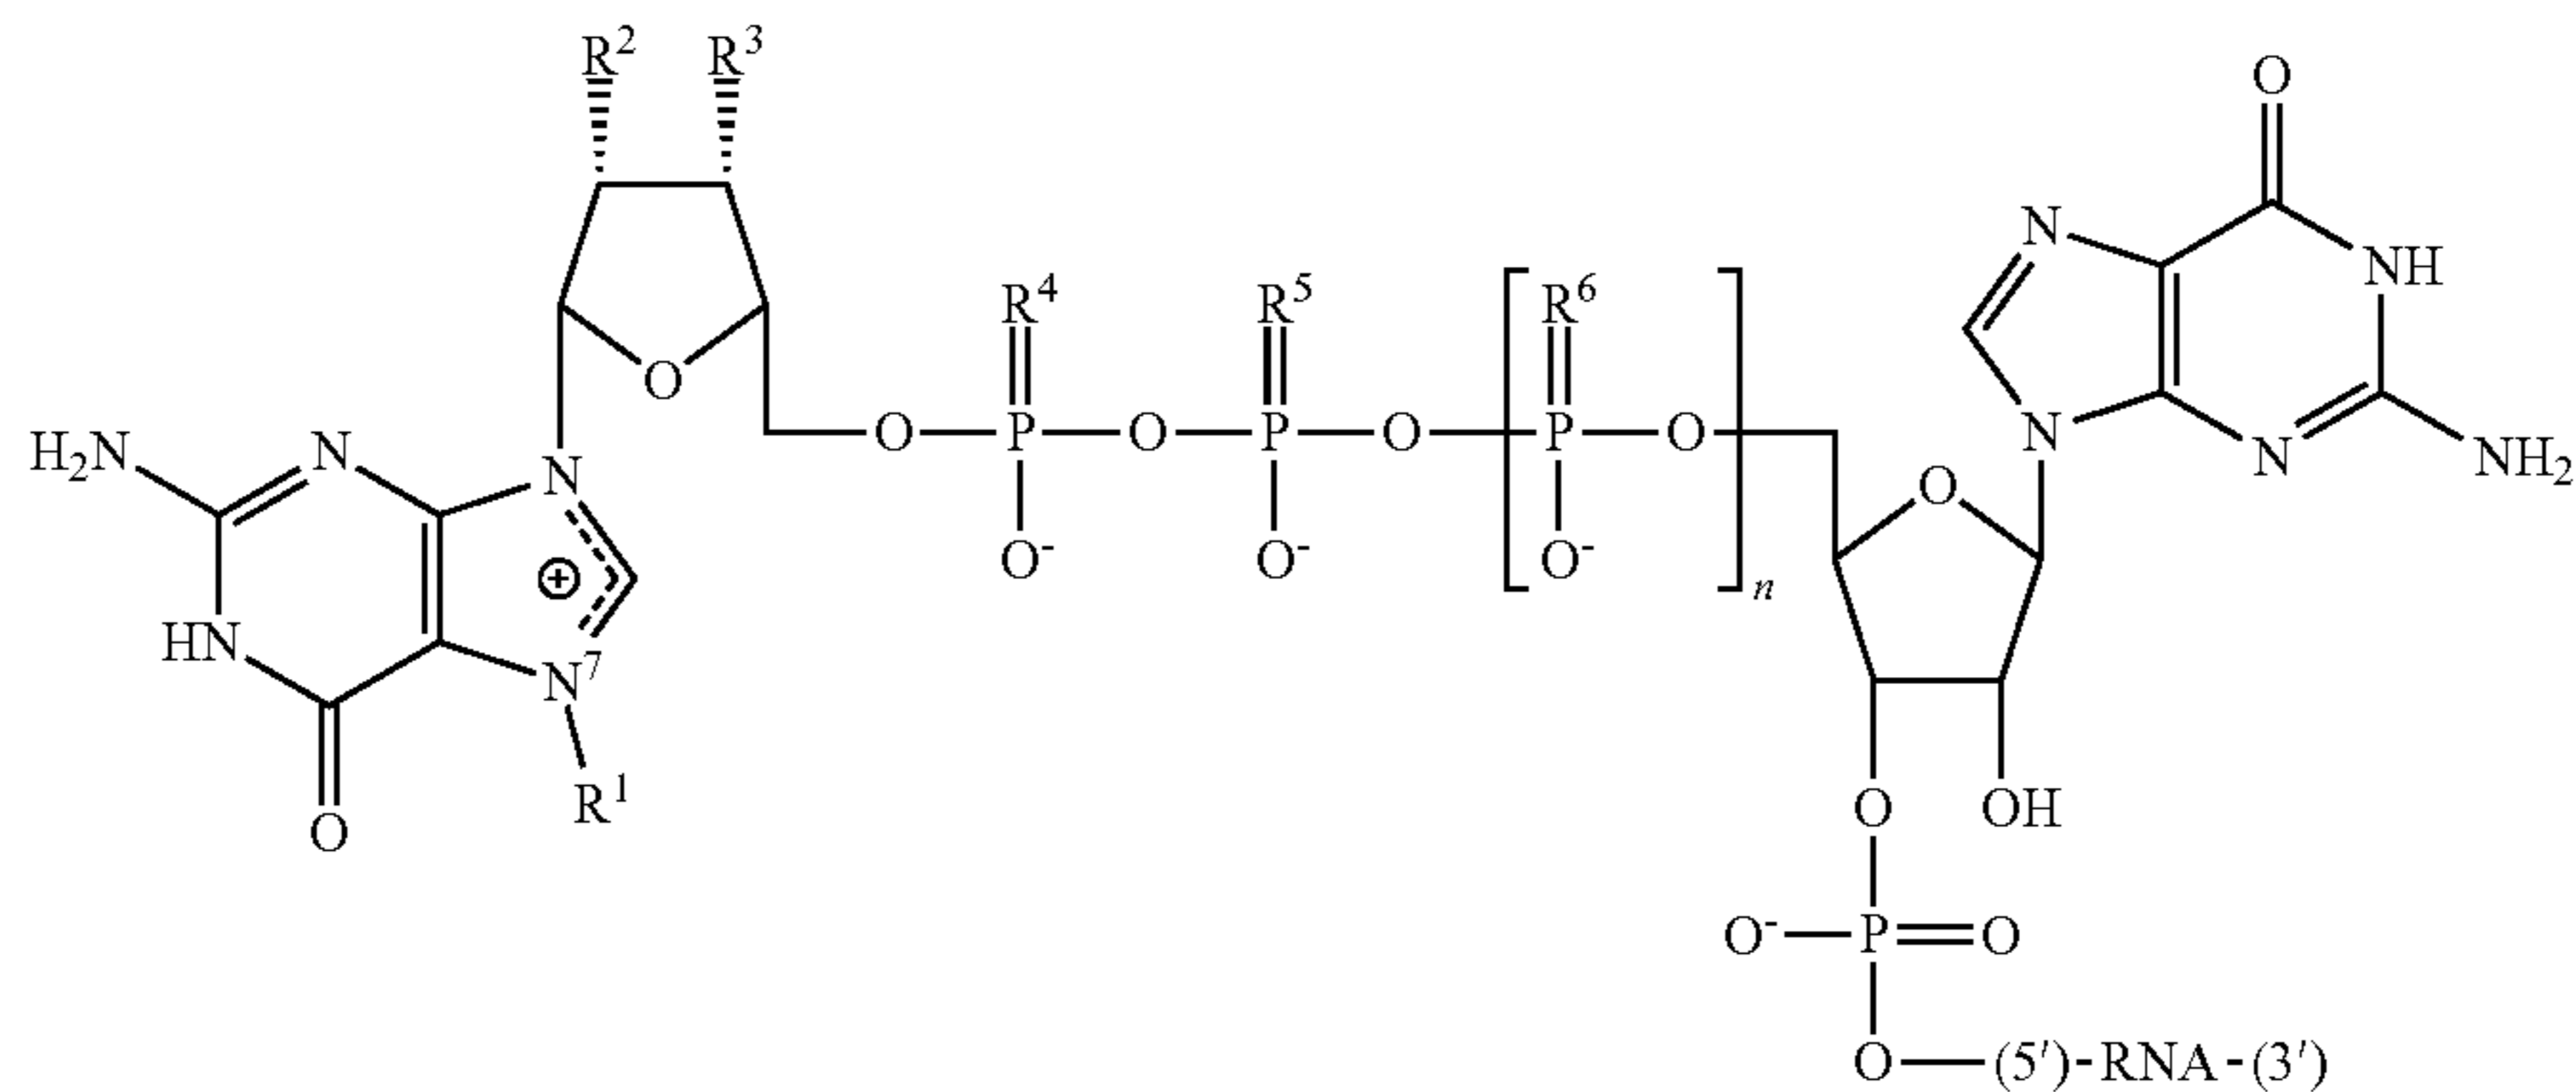 R² R³
O
N
NH
R⁴ R⁵ R⁶
O
H₂N N N O P O P O P O N N NH₂
O
⊕ O⁻ O⁻ O⁻ n
HN N⁷
R¹ O OH
O
O⁻ P O
O (5′)-RNA-(3′)